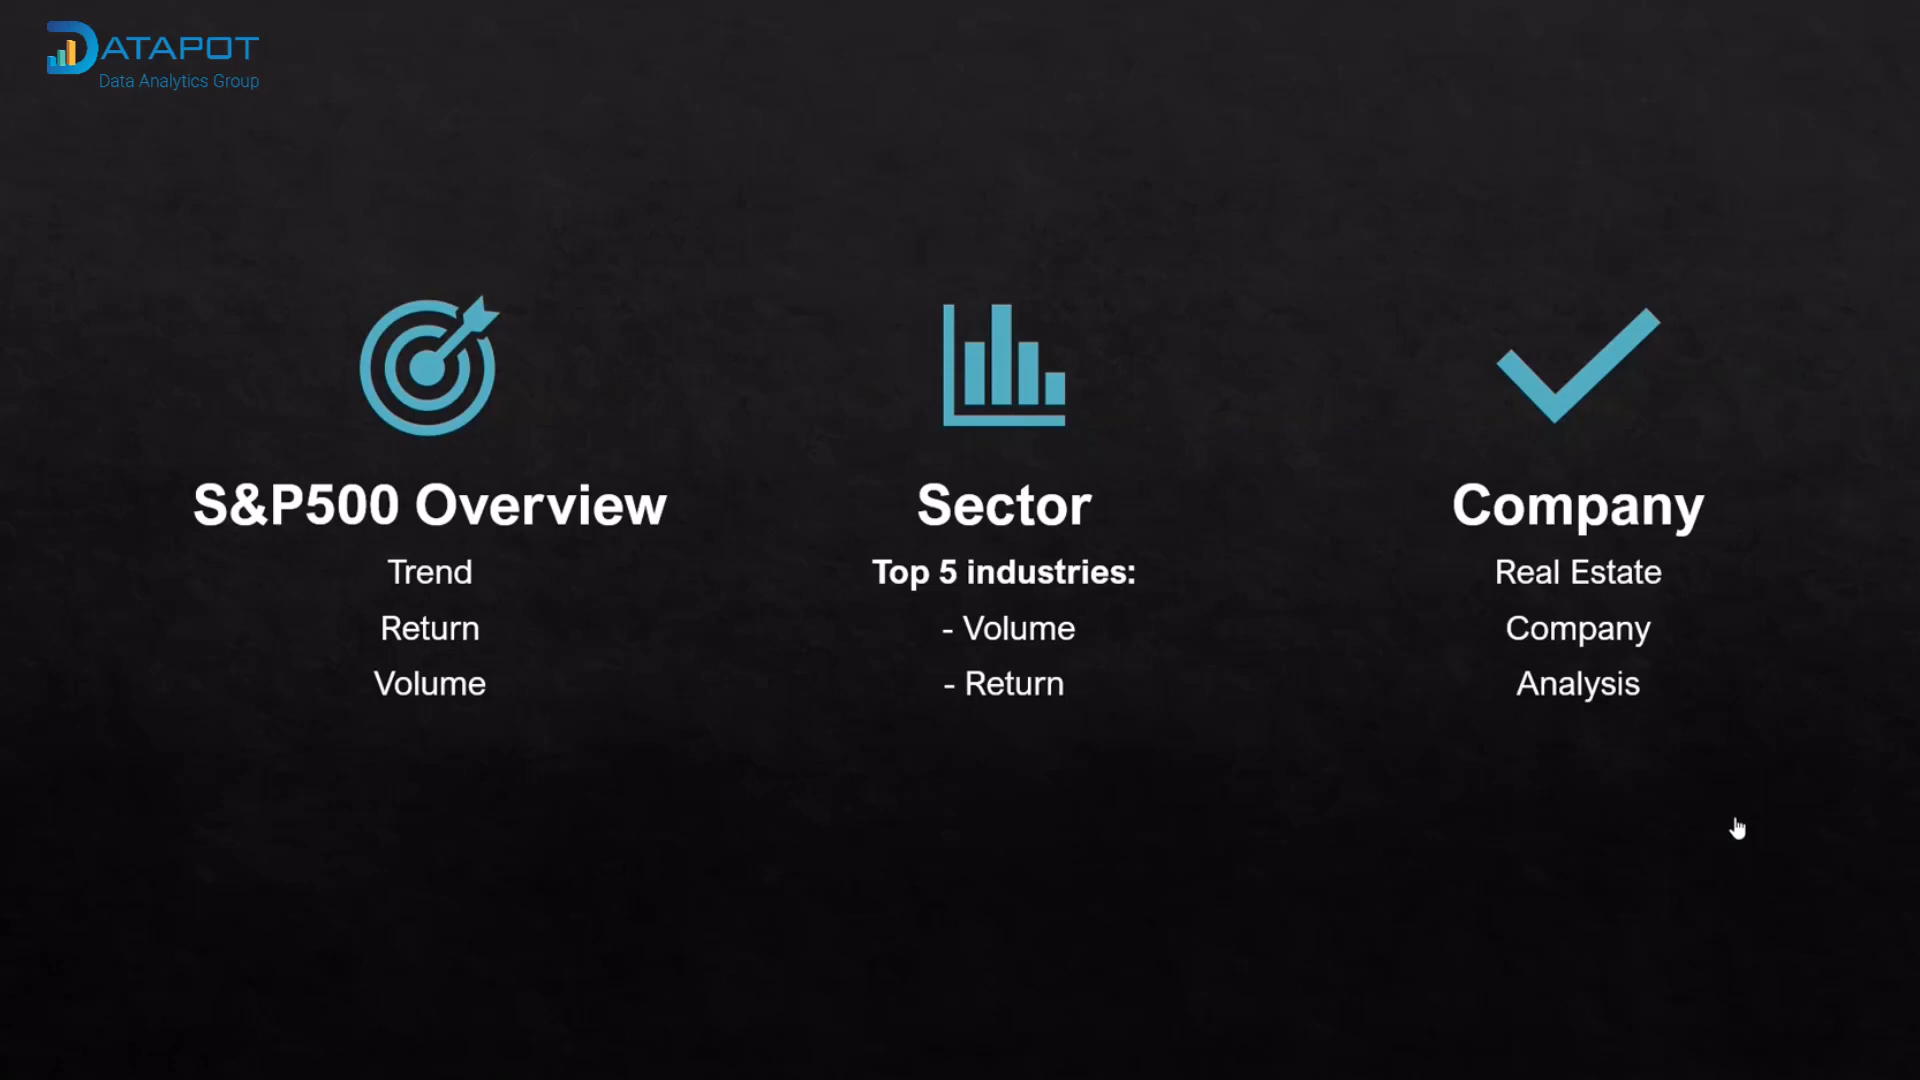 DATAPOT
Data Analytics Group
S&P500 Overview
Trend
Return
Volume
Sector
Top 5 industries:
- Volume
- Return
Company
Real Estate
Company
Analysis